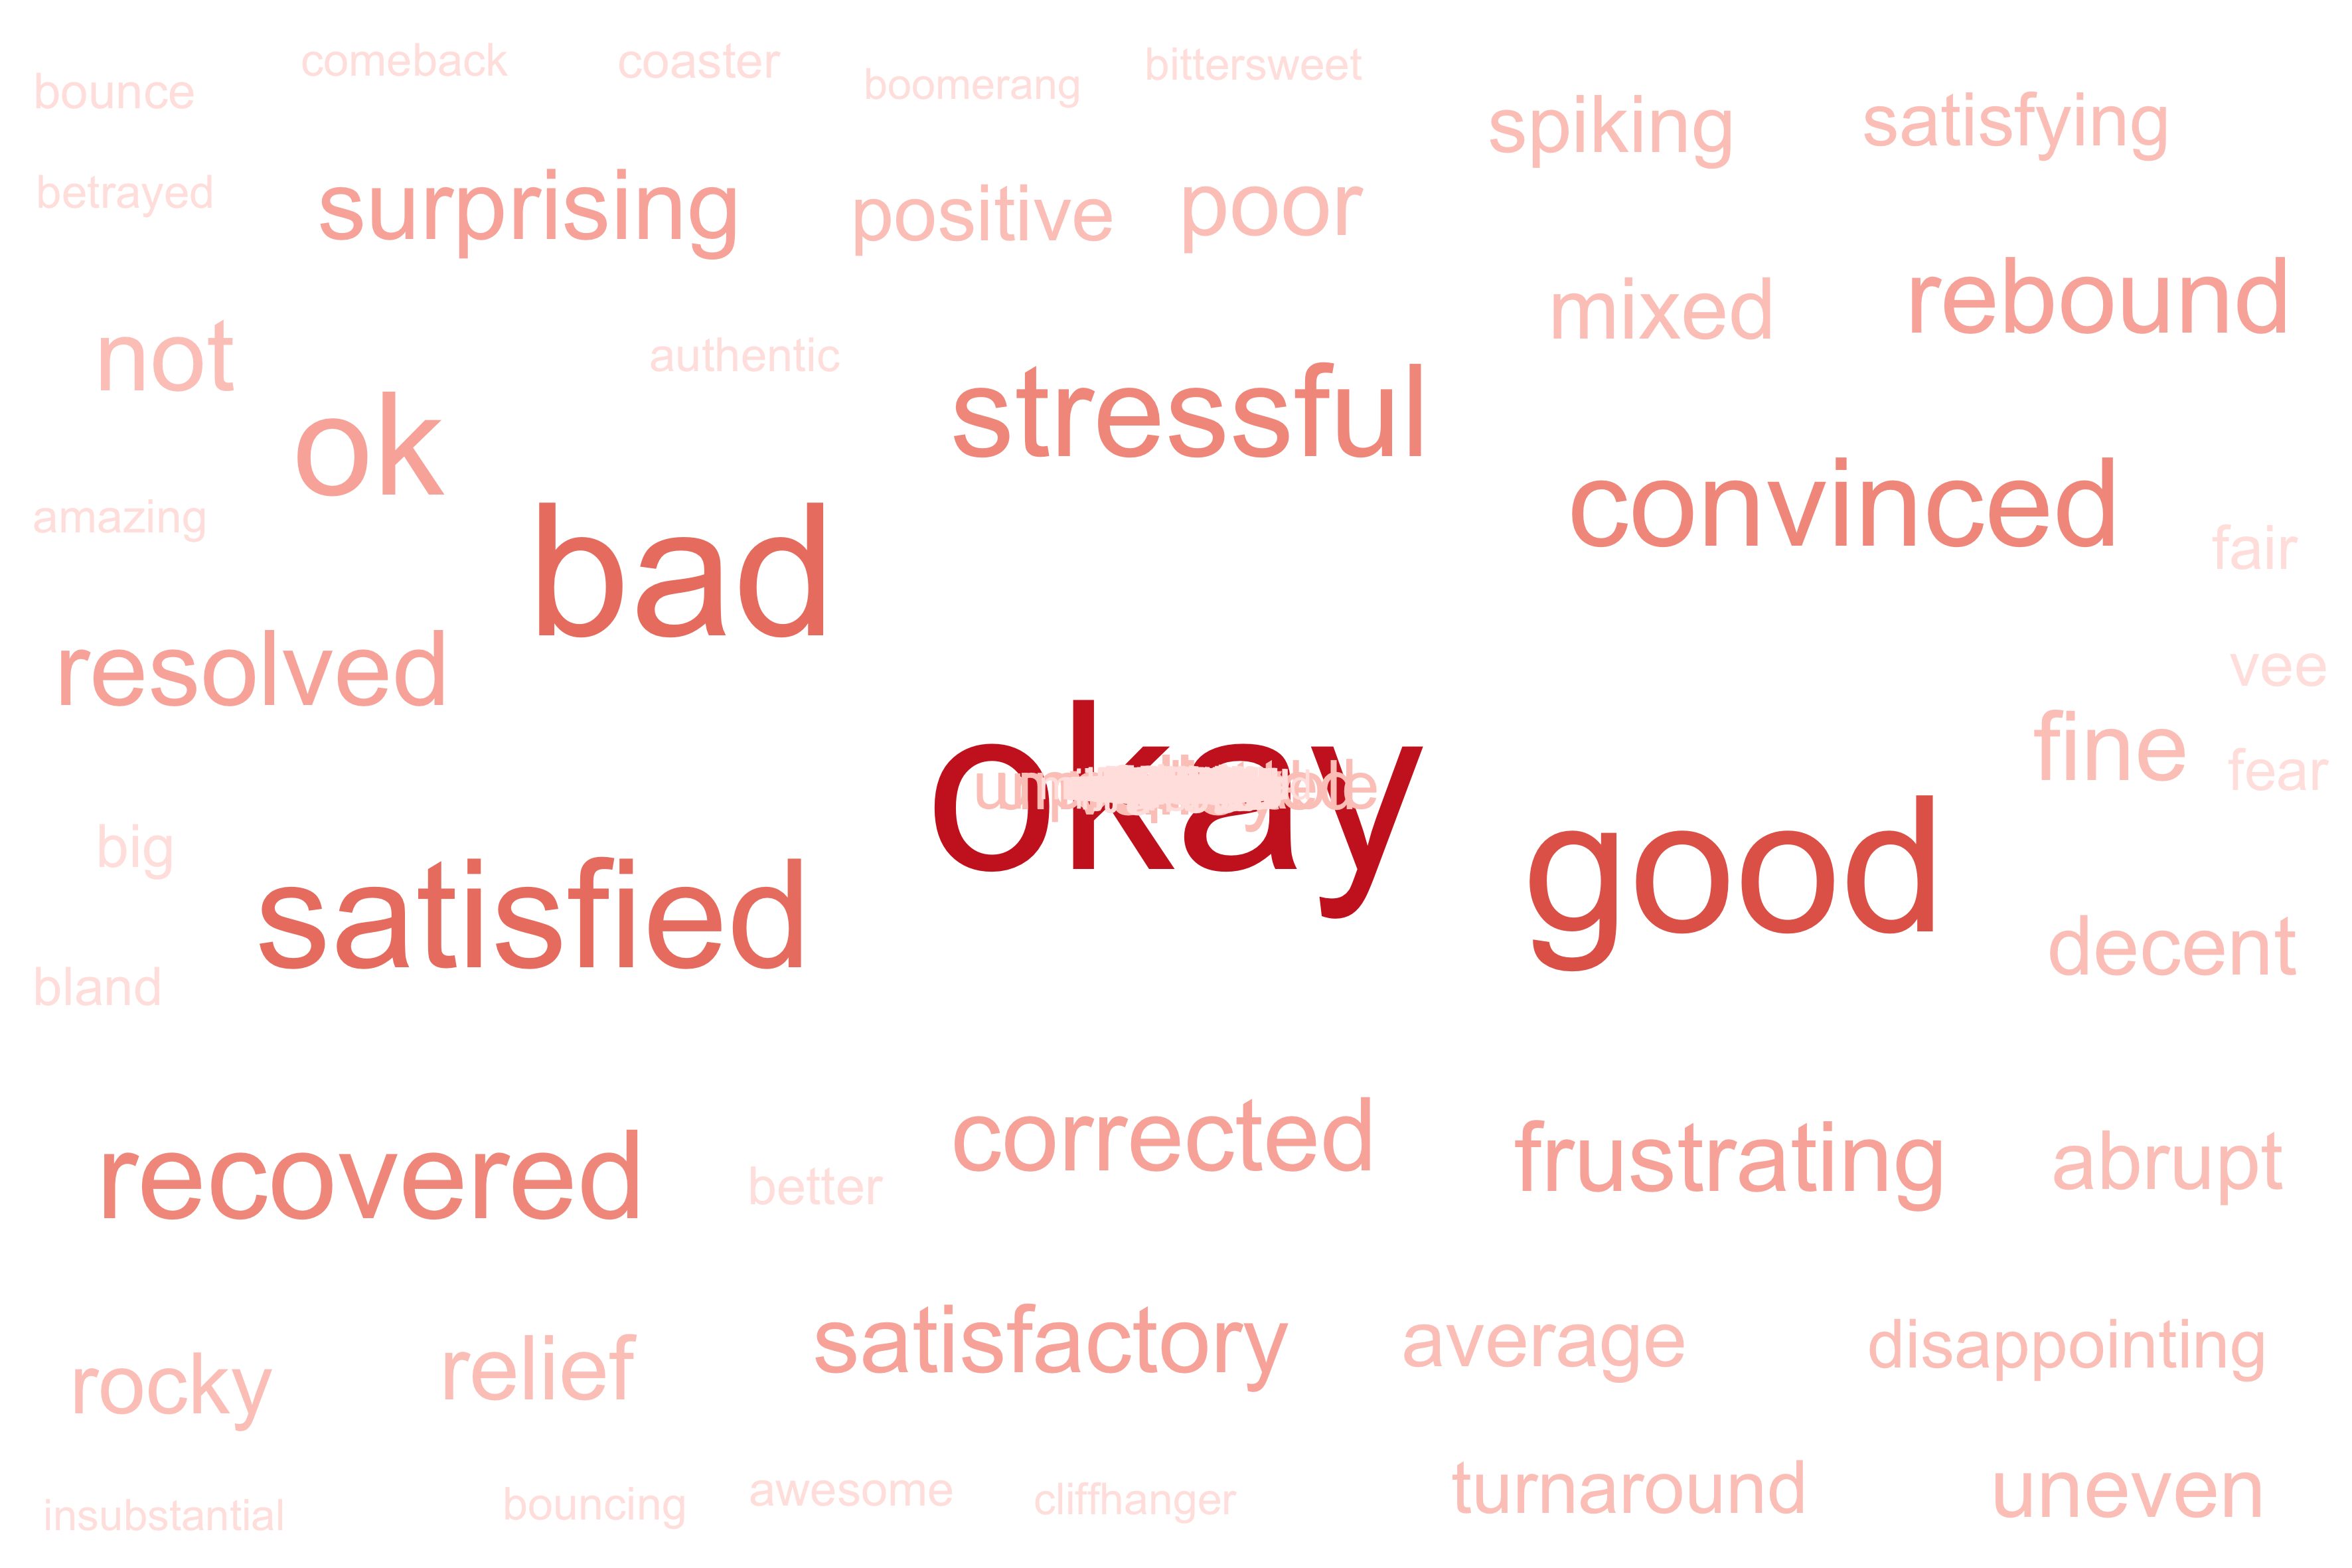 comeback coaster boomerang bittersweet
bounce spiking satisfying
betrayed surprising positive poor
mixed rebound
not authentic
ok stressful
amazing bad convinced fair
resolved vee
okay fine fear
big satisfied good
bland decent
recovered better corrected frustrating abrupt
rocky relief satisfactory average disappointing
insubstantial bouncing awesome cliffhanger turnaround uneven